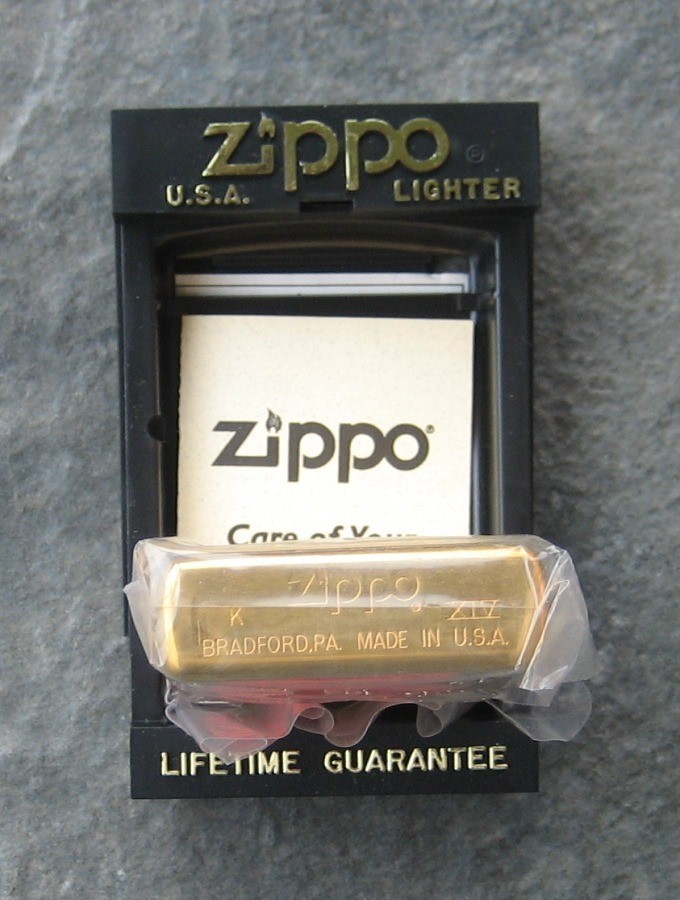 Zippo ®
U.S.A. LIGHTER
Zippo®
Care of Your
Zippo
K XIV
BRADFORD,PA. MADE IN U.S.A.
LIFETIME GUARANTEE